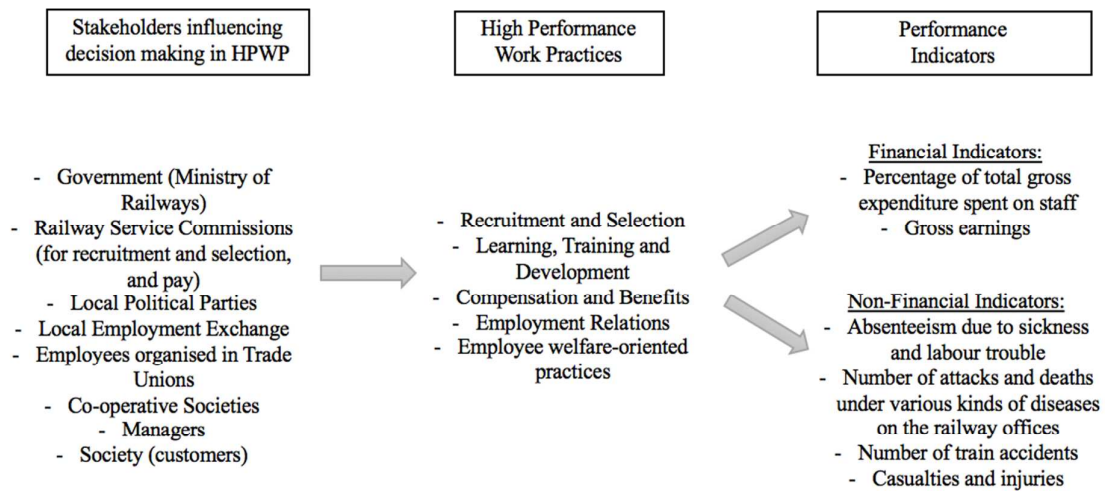 Stakeholders influencing
decision making in HPWP
High Performance
Work Practices
Performance
Indicators
- Government (Ministry of
Railways)
- Railway Service Commissions
(for recruitment and selection,
and pay)
- Local Political Parties
- Local Employment Exchange
- Employees organised in Trade
Unions
- Co-operative Societies
- Managers
- Society (customers)
- Recruitment and Selection
- Learning, Training and
Development
- Compensation and Benefits
- Employment Relations
- Employee welfare-oriented
practices
Financial Indicators:
- Percentage of total gross
expenditure spent on staff
- Gross earnings
Non-Financial Indicators:
- Absenteeism due to sickness
and labour trouble
- Number of attacks and deaths
under various kinds of diseases
on the railway offices
- Number of train accidents
- Casualties and injuries